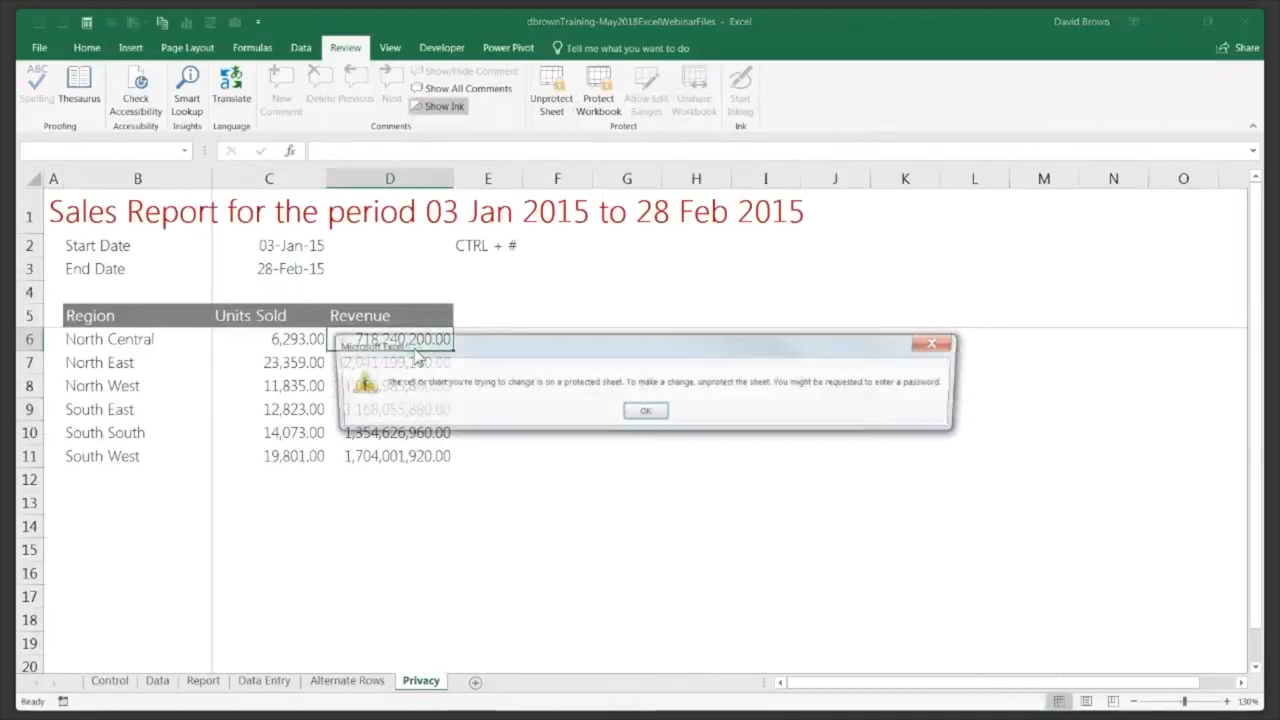 dbrownTraining-May2018ExcelWebinarFiles - Excel
David Brown
File Home Insert Page Layout Formulas Data Review View Developer Power Pivot Tell me what you want to do Share
ABC
Spelling Thesaurus Check Accessibility Smart Lookup Translate New Comment Delete Previous Next Show/Hide Comment Show All Comments Show Ink Unprotect Sheet Protect Workbook Allow Edit Ranges Unshare Workbook Start Inking
Proofing Accessibility Insights Language Comments Protect Ink
fx
A B C D E F G H I J K L M N O
1 Sales Report for the period 03 Jan 2015 to 28 Feb 2015
2 Start Date 03-Jan-15 CTRL + #
3 End Date 28-Feb-15
4
5 Region Units Sold Revenue
6 North Central 6,293.00 718,240,200.00
Microsoft Excel
7 North East 23,359.00
The cell or chart you're trying to change is on a protected sheet. To make a change, unprotect the sheet. You might be requested to enter a password.
8 North West 11,835.00
OK
9 South East 12,823.00 1,168,055,880.00
10 South South 14,073.00 1,354,626,960.00
11 South West 19,801.00 1,704,001,920.00
12
13
14
15
16
17
18
19
20
Control Data Report Data Entry Alternate Rows Privacy
Ready 130%